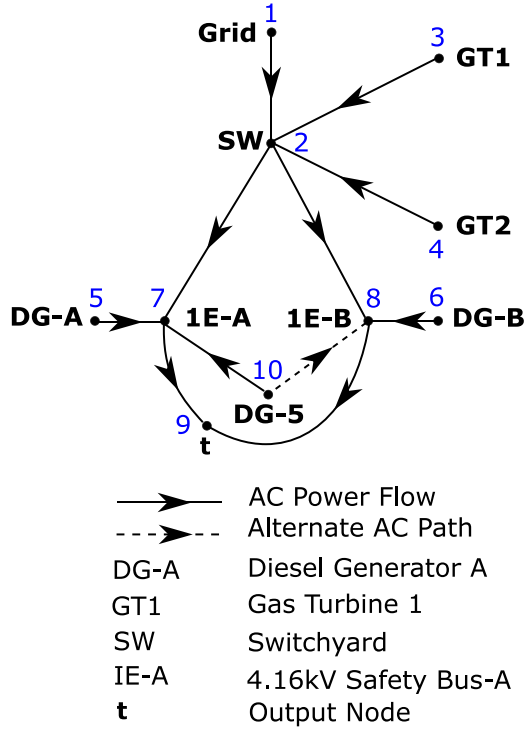 1
Grid
3
GT1
SW 2
GT2
4
5 7 8 6
DG-A 1E-A 1E-B DG-B
10
DG-5
9
t
AC Power Flow
Alternate AC Path
DG-A Diesel Generator A
GT1 Gas Turbine 1
SW Switchyard
IE-A 4.16kV Safety Bus-A
t Output Node